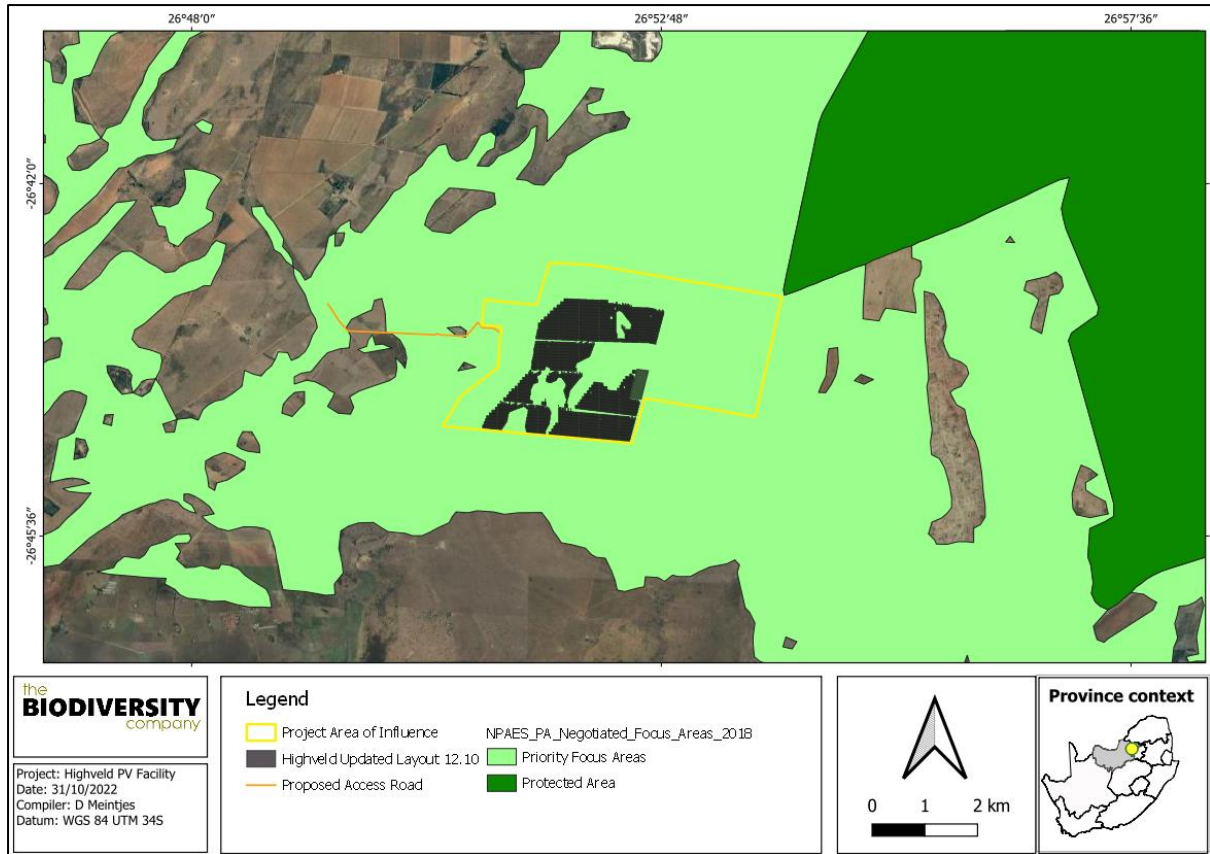 26°48′0″ 26°52′48″ 26°57′36″
-26°42′0″
-26°45′36″
the
BIODIVERSITY
company
Project: Highveld PV Facility
Date: 31/10/2022
Compiler: D Meintjes
Datum: WGS 84 UTM 34S
Legend
Project Area of Influence
Highveld Updated Layout 12.10
Proposed Access Road
NPAES_PA_Negotiated_Focus_Areas_2018
Priority Focus Areas
Protected Area
0 1 2 km
Province context